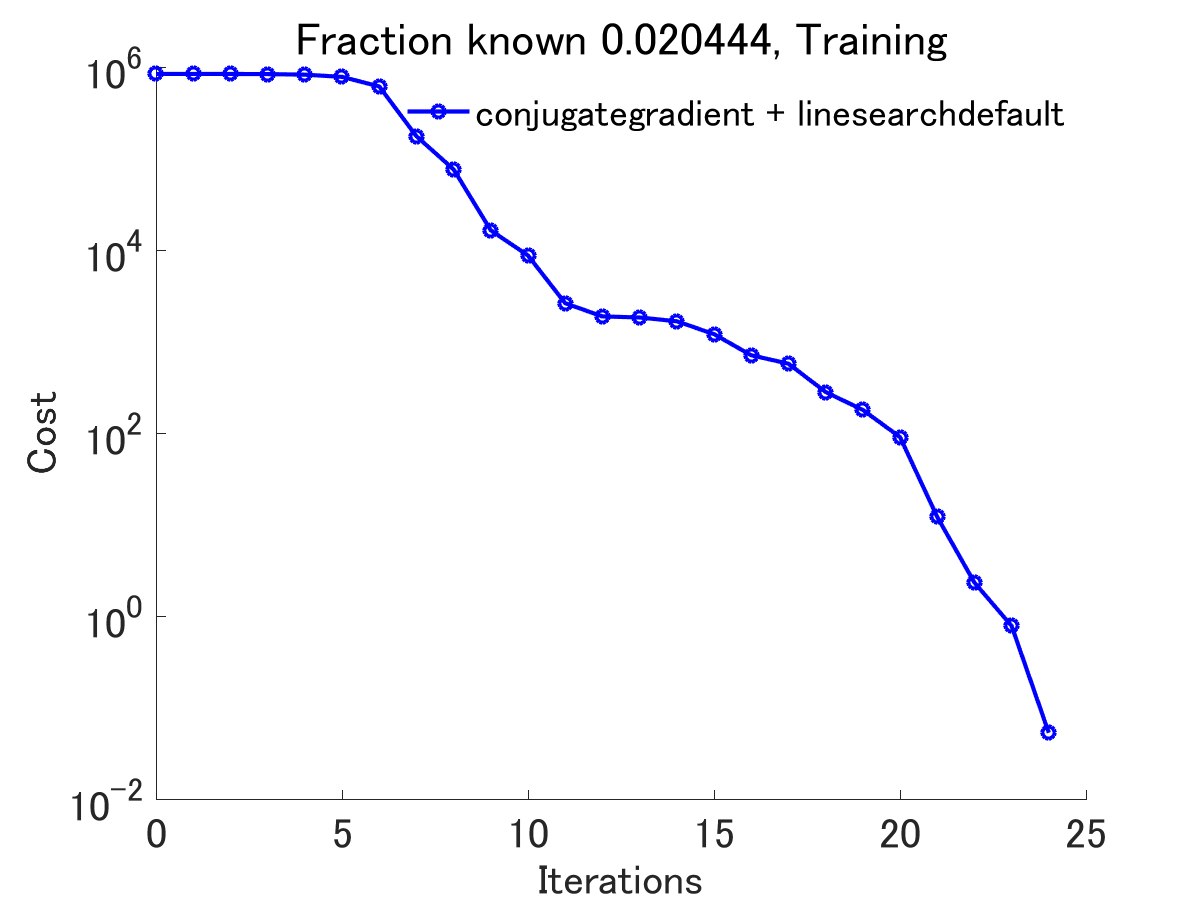 Fraction known 0.020444, Training
conjugategradient + linesearchdefault
Cost
10^6
10^4
10^2
10^0
10^-2
0 5 10 15 20 25
Iterations